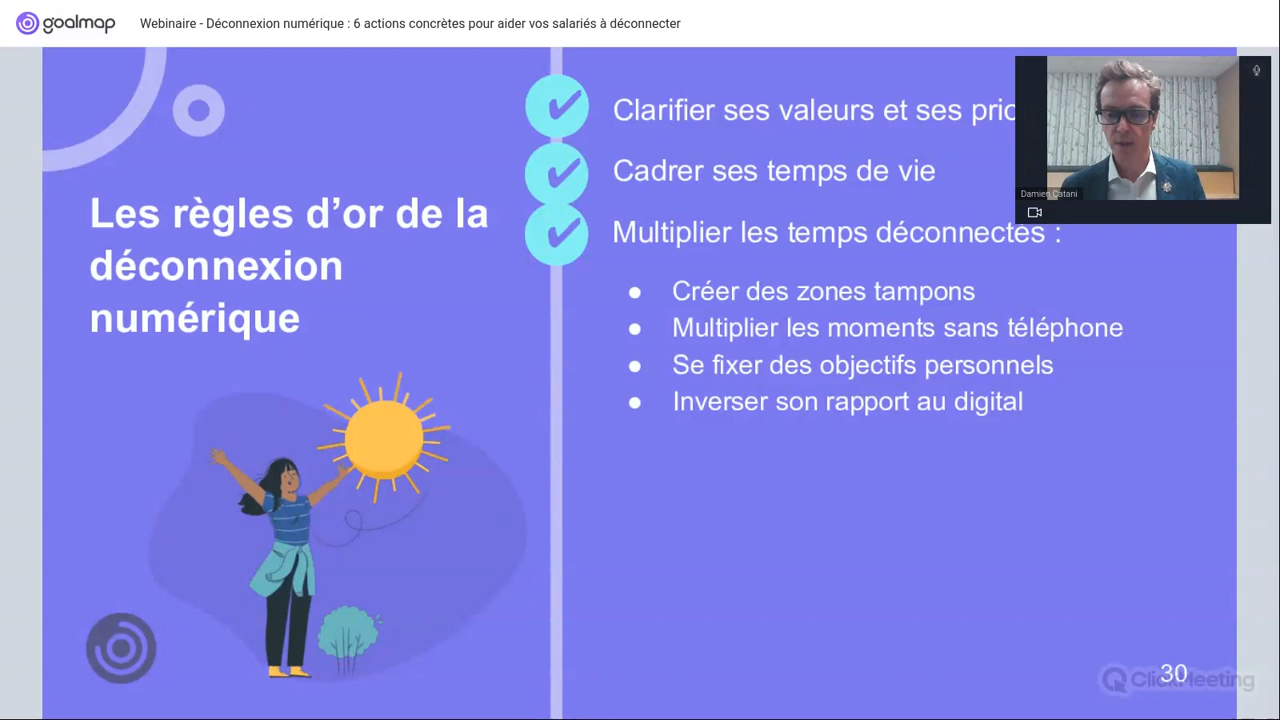 goalmap
Webinaire - Déconnexion numérique : 6 actions concrètes pour aider vos salariés à déconnecter
Les règles d’or de la
déconnexion
numérique
Clarifier ses valeurs et ses
Cadrer ses temps de vie
Multiplier les temps déconnectés :
● Créer des zones tampons
● Multiplier les moments sans téléphone
● Se fixer des objectifs personnels
● Inverser son rapport au digital
Damien Catani
30
ClickMeeting